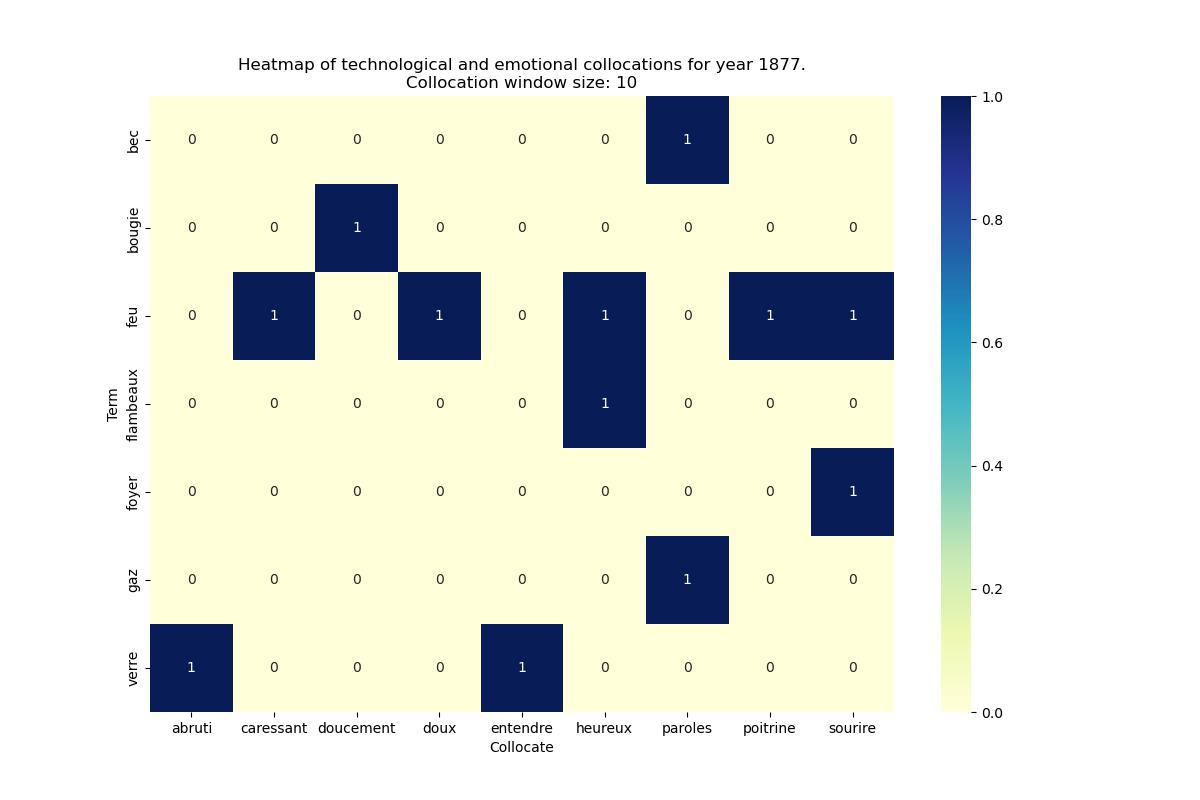 Heatmap of technological and emotional collocations for year 1877.
Collocation window size: 10
Term
bec 0 0 0 0 0 0 1 0 0
bougie 0 0 1 0 0 0 0 0 0
feu 0 1 0 1 0 1 0 1 1
flambeaux 0 0 0 0 0 1 0 0 0
foyer 0 0 0 0 0 0 0 0 1
gaz 0 0 0 0 0 0 1 0 0
verre 1 0 0 0 1 0 0 0 0
abruti caressant doucement doux entendre heureux paroles poitrine sourire
Collocate
1.0
0.8
0.6
0.4
0.2
0.0